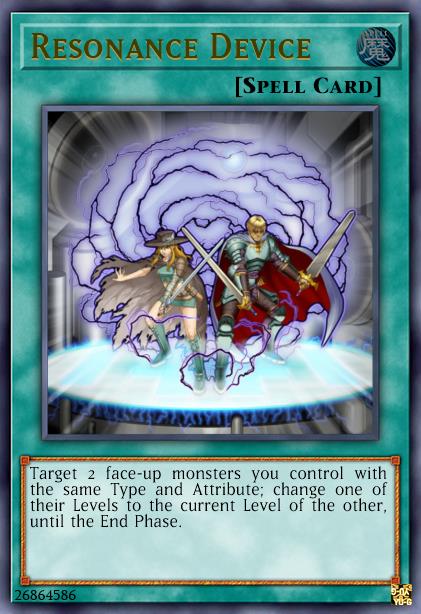 Resonance Device
[Spell Card]
Target 2 face-up monsters you control with
the same Type and Attribute; change one of
their Levels to the current Level of the other,
until the End Phase.
26864586